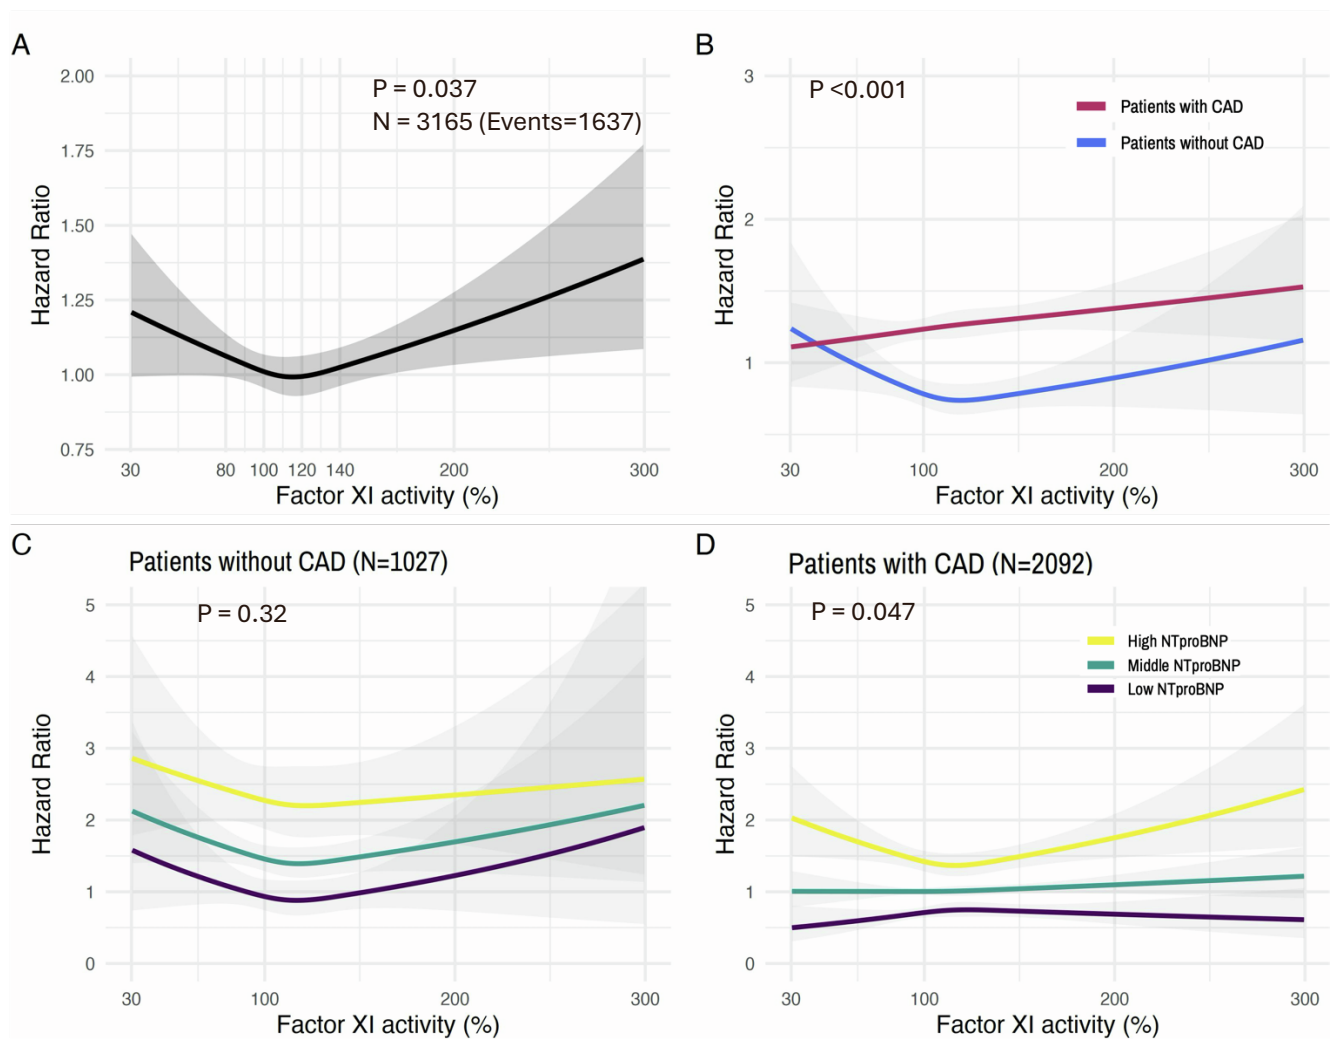 A
P = 0.037
N = 3165 (Events=1637)
2.00
1.75
1.50
1.25
1.00
0.75
Hazard Ratio
30 80 100 120 140 200 300
Factor XI activity (%)
B
P <0.001
Patients with CAD
Patients without CAD
3
2
1
Hazard Ratio
30 100 200 300
Factor XI activity (%)
C
Patients without CAD (N=1027)
P = 0.32
5
4
3
2
1
0
Hazard Ratio
30 100 200 300
Factor XI activity (%)
D
Patients with CAD (N=2092)
P = 0.047
High NTproBNP
Middle NTproBNP
Low NTproBNP
5
4
3
2
1
0
Hazard Ratio
30 100 200 300
Factor XI activity (%)